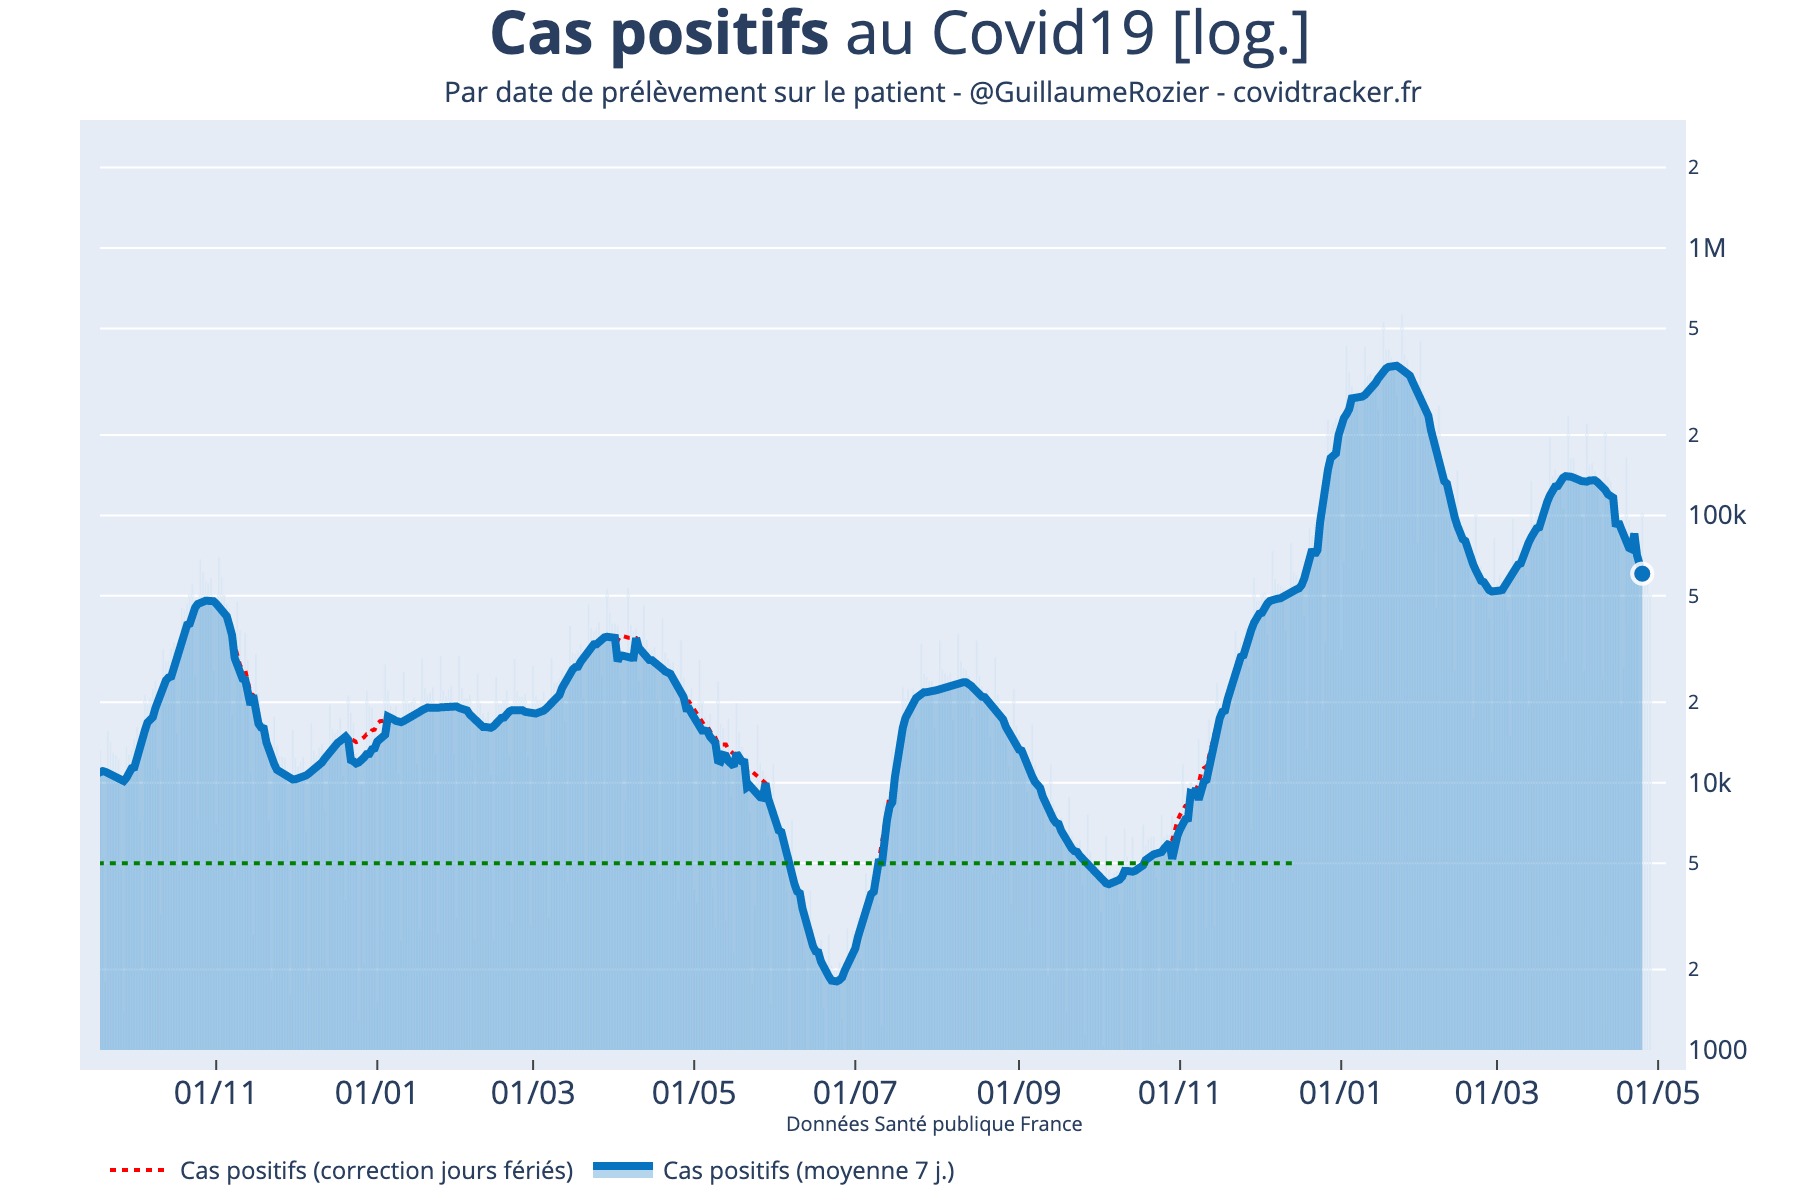 Cas positifs au Covid19 [log.]
Par date de prélèvement sur le patient - @GuillaumeRozier - covidtracker.fr
2
1M
5
2
100k
5
2
10k
5
2
1000
01/11 01/01 01/03 01/05 01/07 01/09 01/11 01/01 01/03 01/05
Données Santé publique France
Cas positifs (correction jours fériés) Cas positifs (moyenne 7 j.)